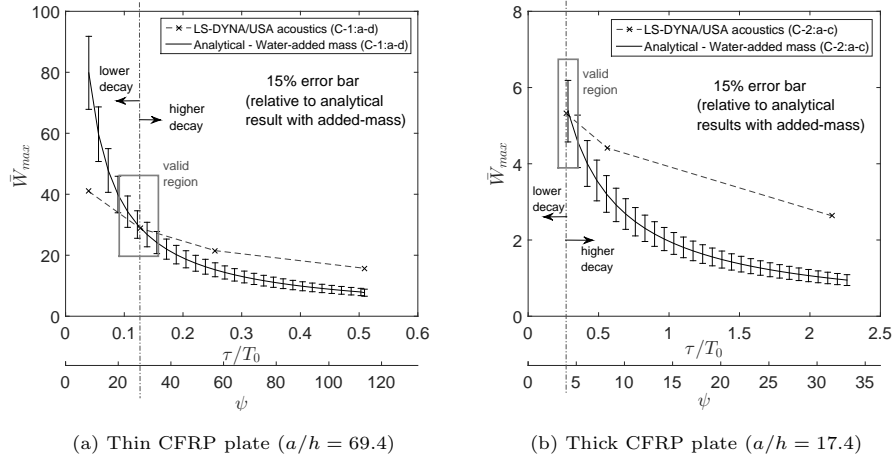 100
80
60
40
20
0
W̄max
LS-DYNA/USA acoustics (C-1:a-d)
Analytical - Water-added mass (C-1:a-d)
lower
decay
higher
decay
15% error bar
(relative to analytical
result with added-mass)
valid
region
0 0.1 0.2 0.3 0.4 0.5 0.6
τ/T0
0 20 40 60 80 100 120
ψ
(a) Thin CFRP plate (a/h = 69.4)
8
6
4
2
0
W̄max
LS-DYNA/USA acoustics (C-2:a-c)
Analytical - Water-added mass (C-2:a-c)
valid
region
15% error bar
(relative to analytical
results with added-mass)
lower
decay
higher
decay
0 0.5 1 1.5 2 2.5
τ/T0
0 5 10 15 20 25 30 35
ψ
(b) Thick CFRP plate (a/h = 17.4)